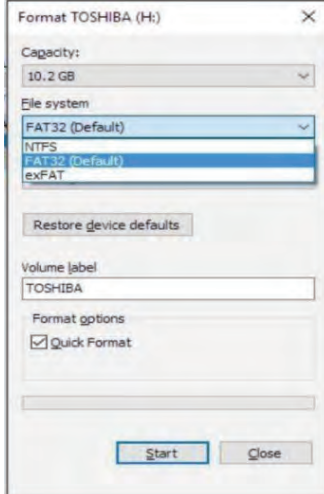 Format TOSHIBA (H:)
Capacity:
10.2 GB
File system
FAT32 (Default)
NTFS
FAT32 (Default)
exFAT
Restore device defaults
Volume label
TOSHIBA
Format options
Quick Format
Start
Close